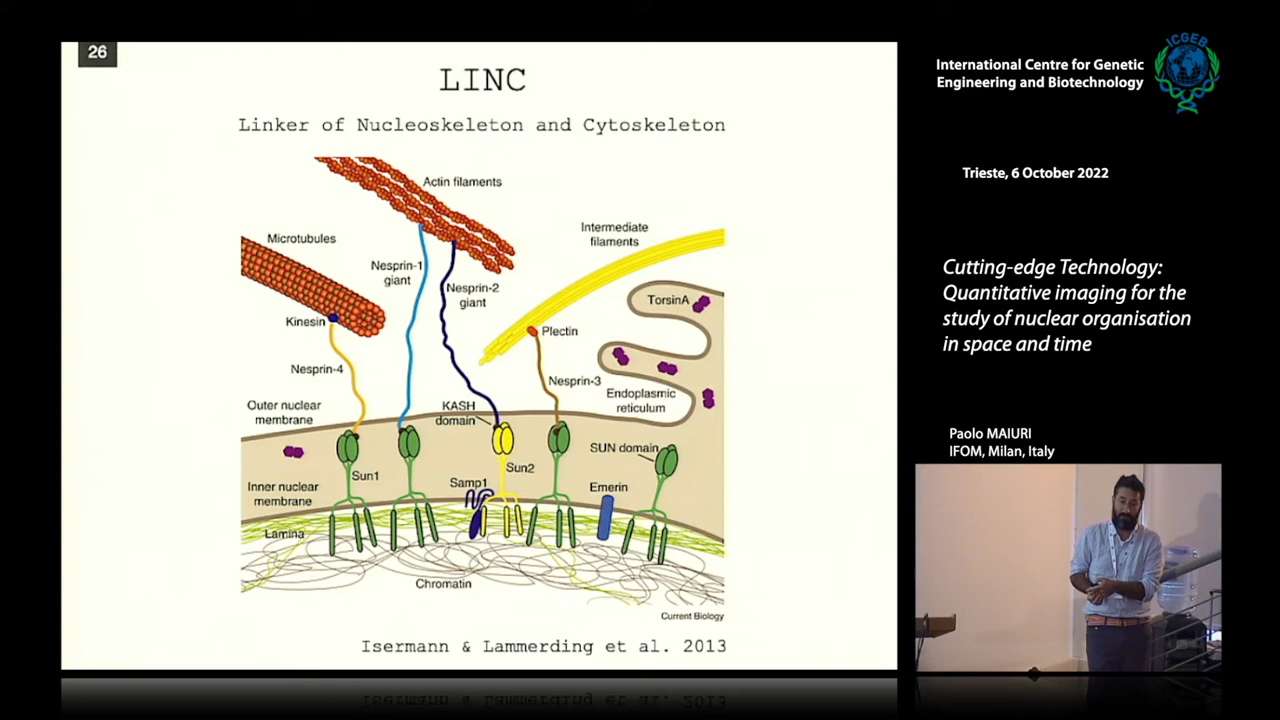 26
LINC
Linker of Nucleoskeleton and Cytoskeleton
Actin filaments
Microtubules
Intermediate
filaments
Nesprin-1
giant
Nesprin-2
giant
TorsinA
Kinesin
Plectin
Nesprin-4
Nesprin-3
Endoplasmic
reticulum
Outer nuclear
membrane
KASH
domain
SUN domain
Sun1
Sun2
Samp1
Emerin
Inner nuclear
membrane
Lamina
Chromatin
Current Biology
Isermann & Lammerding et al. 2013
ICGEB
International Centre for Genetic
Engineering and Biotechnology
Trieste, 6 October 2022
Cutting-edge Technology:
Quantitative imaging for the
study of nuclear organisation
in space and time
Paolo MAIURI
IFOM, Milan, Italy